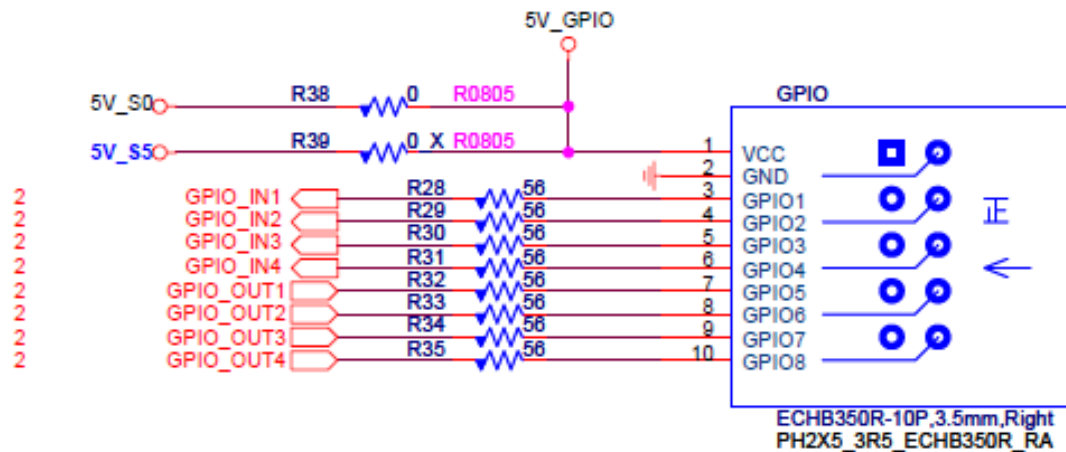 5V_GPIO
5V_S0 R38 0 R0805
5V_S5 R39 0 X R0805
GPIO
1 VCC
2 GND
2 GPIO_IN1 R28 56 3 GPIO1
2 GPIO_IN2 R29 56 4 GPIO2
2 GPIO_IN3 R30 56 5 GPIO3
2 GPIO_IN4 R31 56 6 GPIO4
2 GPIO_OUT1 R32 56 7 GPIO5
2 GPIO_OUT2 R33 56 8 GPIO6
2 GPIO_OUT3 R34 56 9 GPIO7
2 GPIO_OUT4 R35 56 10 GPIO8
正
ECHB350R-10P,3.5mm,Right
PH2X5_3R5_ECHB350R_RA